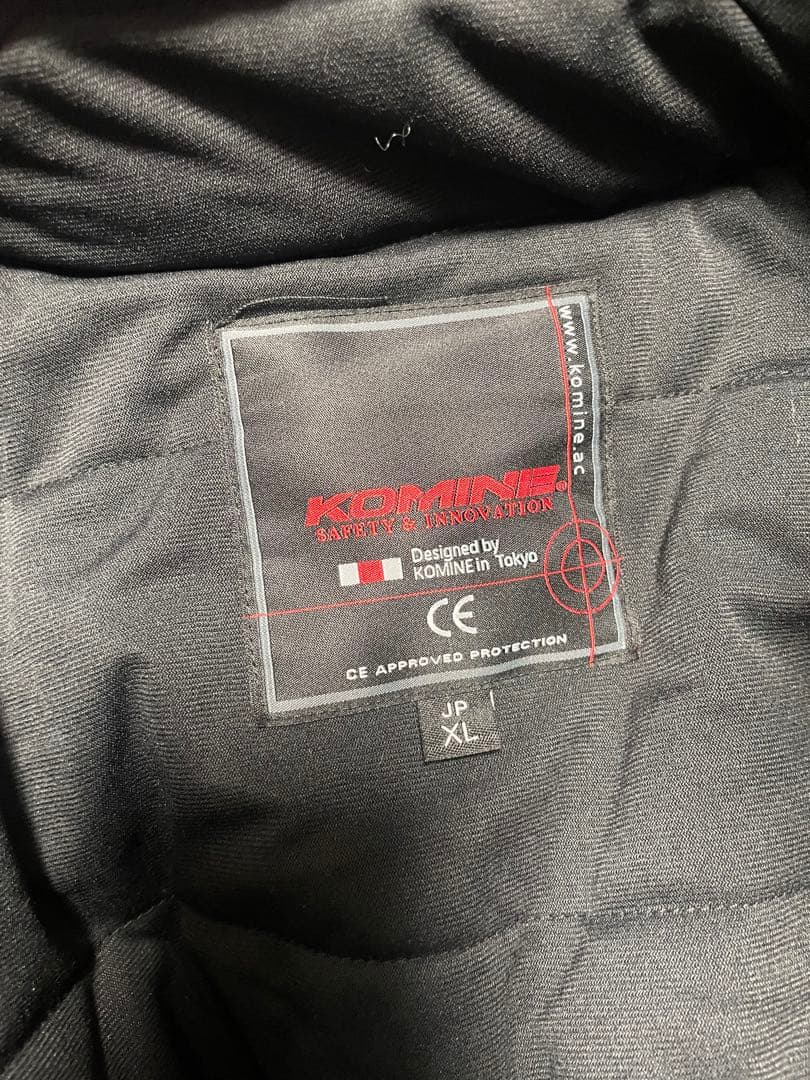 www.komine.ac
KOMINE®
SAFETY & INNOVATION
Designed by
KOMINE in Tokyo
CE
CE APPROVED PROTECTION
JP
XL